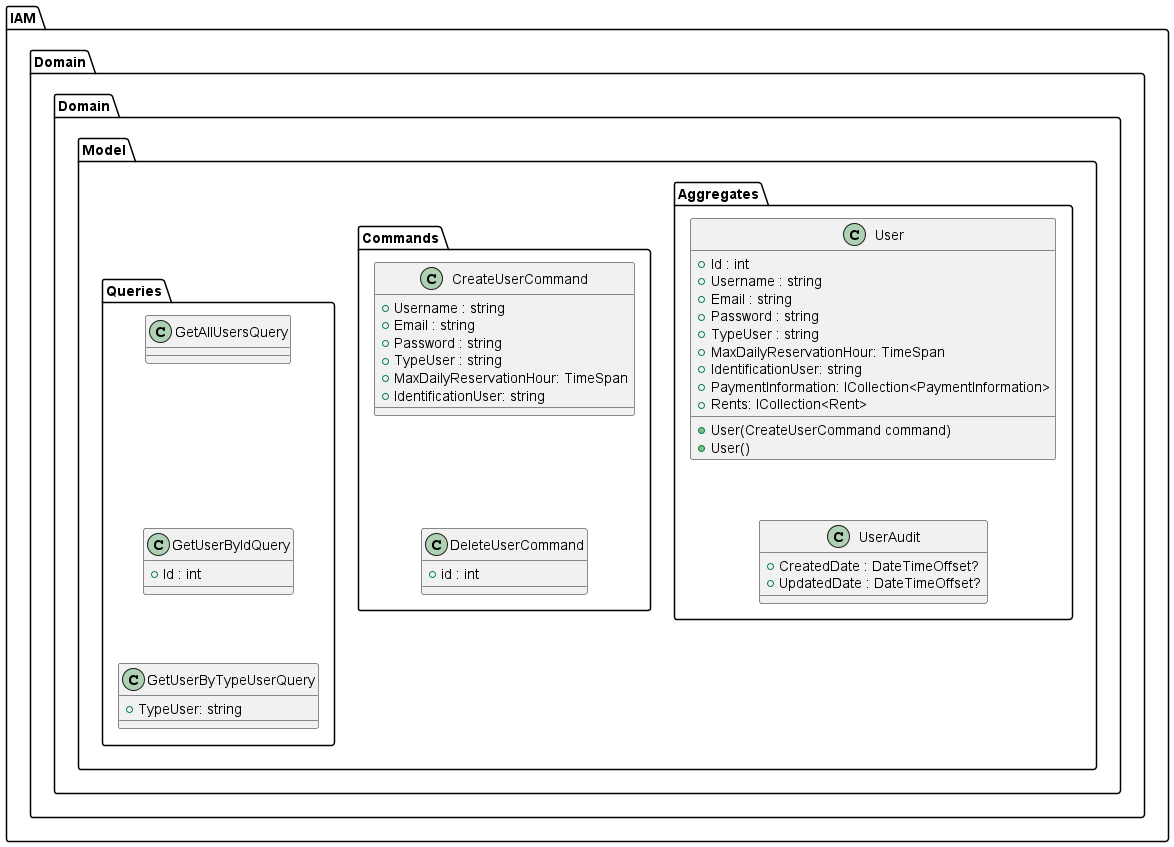 IAM
Domain
Domain
Model
Queries
GetAllUsersQuery
GetUserByIdQuery
Id : int
GetUserByTypeUserQuery
TypeUser: string
Commands
CreateUserCommand
Username : string
Email : string
Password : string
TypeUser : string
MaxDailyReservationHour: TimeSpan
IdentificationUser: string
DeleteUserCommand
id : int
Aggregates
User
Id : int
Username : string
Email : string
Password : string
TypeUser : string
MaxDailyReservationHour: TimeSpan
IdentificationUser: string
PaymentInformation: ICollection<PaymentInformation>
Rents: ICollection<Rent>
User(CreateUserCommand command)
User()
UserAudit
CreatedDate : DateTimeOffset?
UpdatedDate : DateTimeOffset?